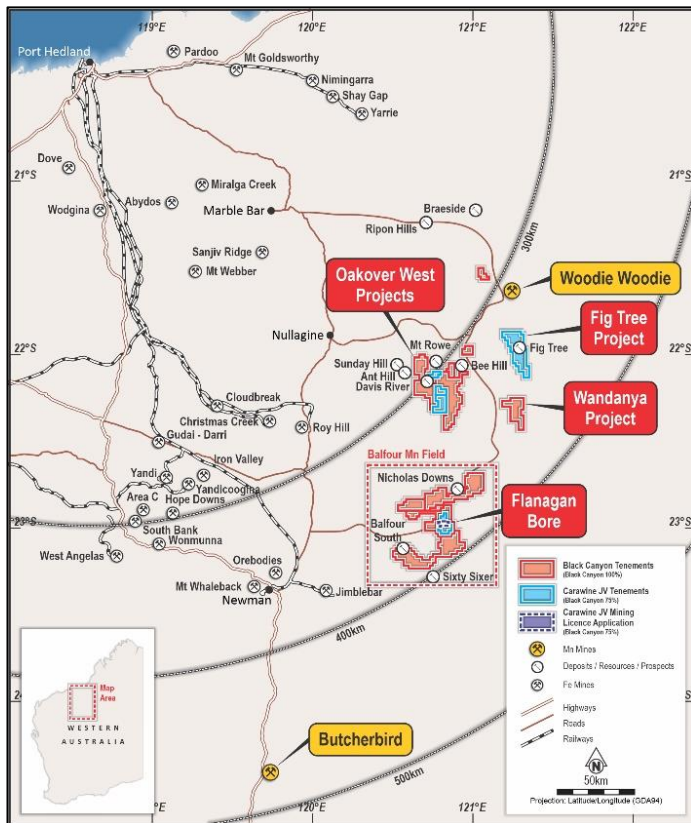 119°E
120°E
121°E
Port Hedland
Pardoo
Mt Goldsworthy
Nimingarra
Shay Gap
Yarrie
Dove
21°S
21°S
Miralga Creek
Abydos
Wodgina
Marble Bar
Braeside
Ripon Hills
300km
Sanjiv Ridge
Mt Webber
Oakover West
Projects
Woodie Woodie
Nullagine
Fig Tree
Project
22°S
22°S
Mt Rowe
Fig Tree
Sunday Hill
Bee Hill
Ant Hill
Davis River
Wandanya
Project
Cloudbreak
Christmas Creek
Roy Hill
Gudai - Darri
Balfour Mn Field
Iron Valley
Yandi
Yandicoogina
Nicholas Downs
Area C
Hope Downs
Flanagan
Bore
23°S
23°S
South Bank
Balfour
South
West Angelas
Wonmunna
Orebodies
Sixty Sixer
Mt Whaleback
Jimblebar
Newman
400km
Black Canyon Tenements
(Black Canyon 100%)
Carawine JV Tenements
(Black Canyon 75%)
Carawine JV Mining
Licence Application
(Black Canyon 75%)
Mn Mines
Deposits / Resources / Prospects
Fe Mines
Highways
Roads
Railways
N
50km
Projection: Latitude/Longitude (GDA94)
Map
Area
WESTERN
AUSTRALIA
Butcherbird
500km
119°E
120°E
121°E